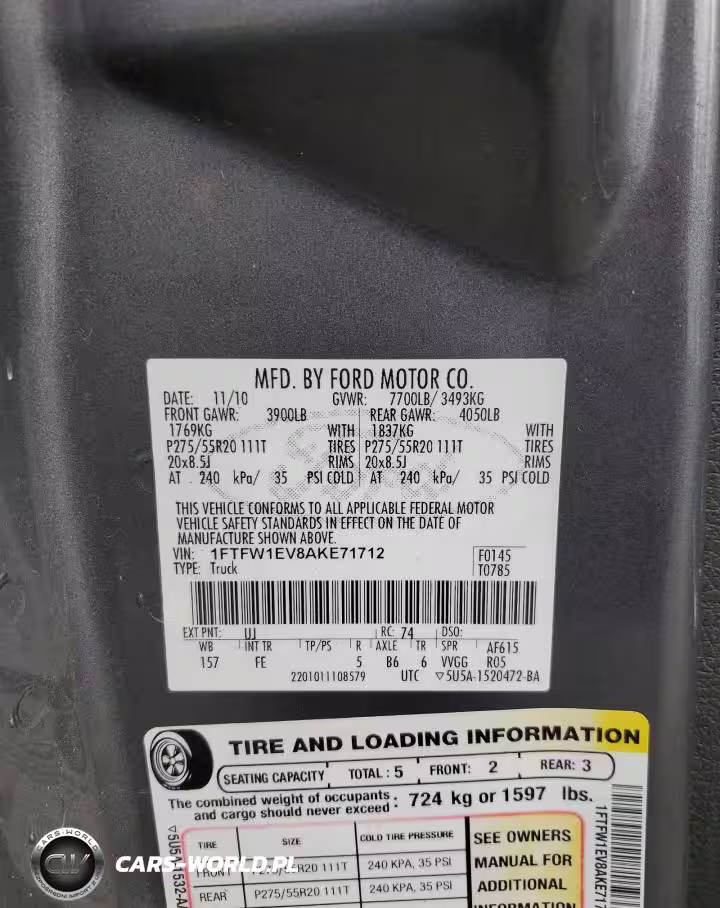 MFD. BY FORD MOTOR CO.
DATE: 11/10 GVWR: 7700LB/ 3493KG
FRONT GAWR: 3900LB REAR GAWR: 4050LB
1769KG WITH 1837KG WITH
P275/55R20 111T TIRES P275/55R20 111T TIRES
20x8.5J RIMS 20x8.5J RIMS
AT 240 kPa/ 35 PSI COLD AT 240 kPa/ 35 PSI COLD
THIS VEHICLE CONFORMS TO ALL APPLICABLE FEDERAL MOTOR
VEHICLE SAFETY STANDARDS IN EFFECT ON THE DATE OF
MANUFACTURE SHOWN ABOVE.
VIN: 1FTFW1EV8AKE71712 F0145
TYPE: Truck T0785
EXT PNT: UJ RC: 74 DSO:
WB INT TR TP/PS R AXLE TR SPR AF615
157 FE 5 B6 6 VVGG R05
2201011108579 UTC ▽5U5A-1520472-BA
TIRE AND LOADING INFORMATION
SEATING CAPACITY TOTAL : 5 FRONT: 2 REAR: 3
The combined weight of occupants
and cargo should never exceed : 724 kg or 1597 lbs.
TIRE SIZE COLD TIRE PRESSURE
FRONT P275/55R20 111T 240 KPA, 35 PSI
REAR P275/55R20 111T 240 KPA, 35 PSI
SEE OWNERS
MANUAL FOR
ADDITIONAL
INFORMATION
CARS-WORLD
CW
CARS-WORLD.PL